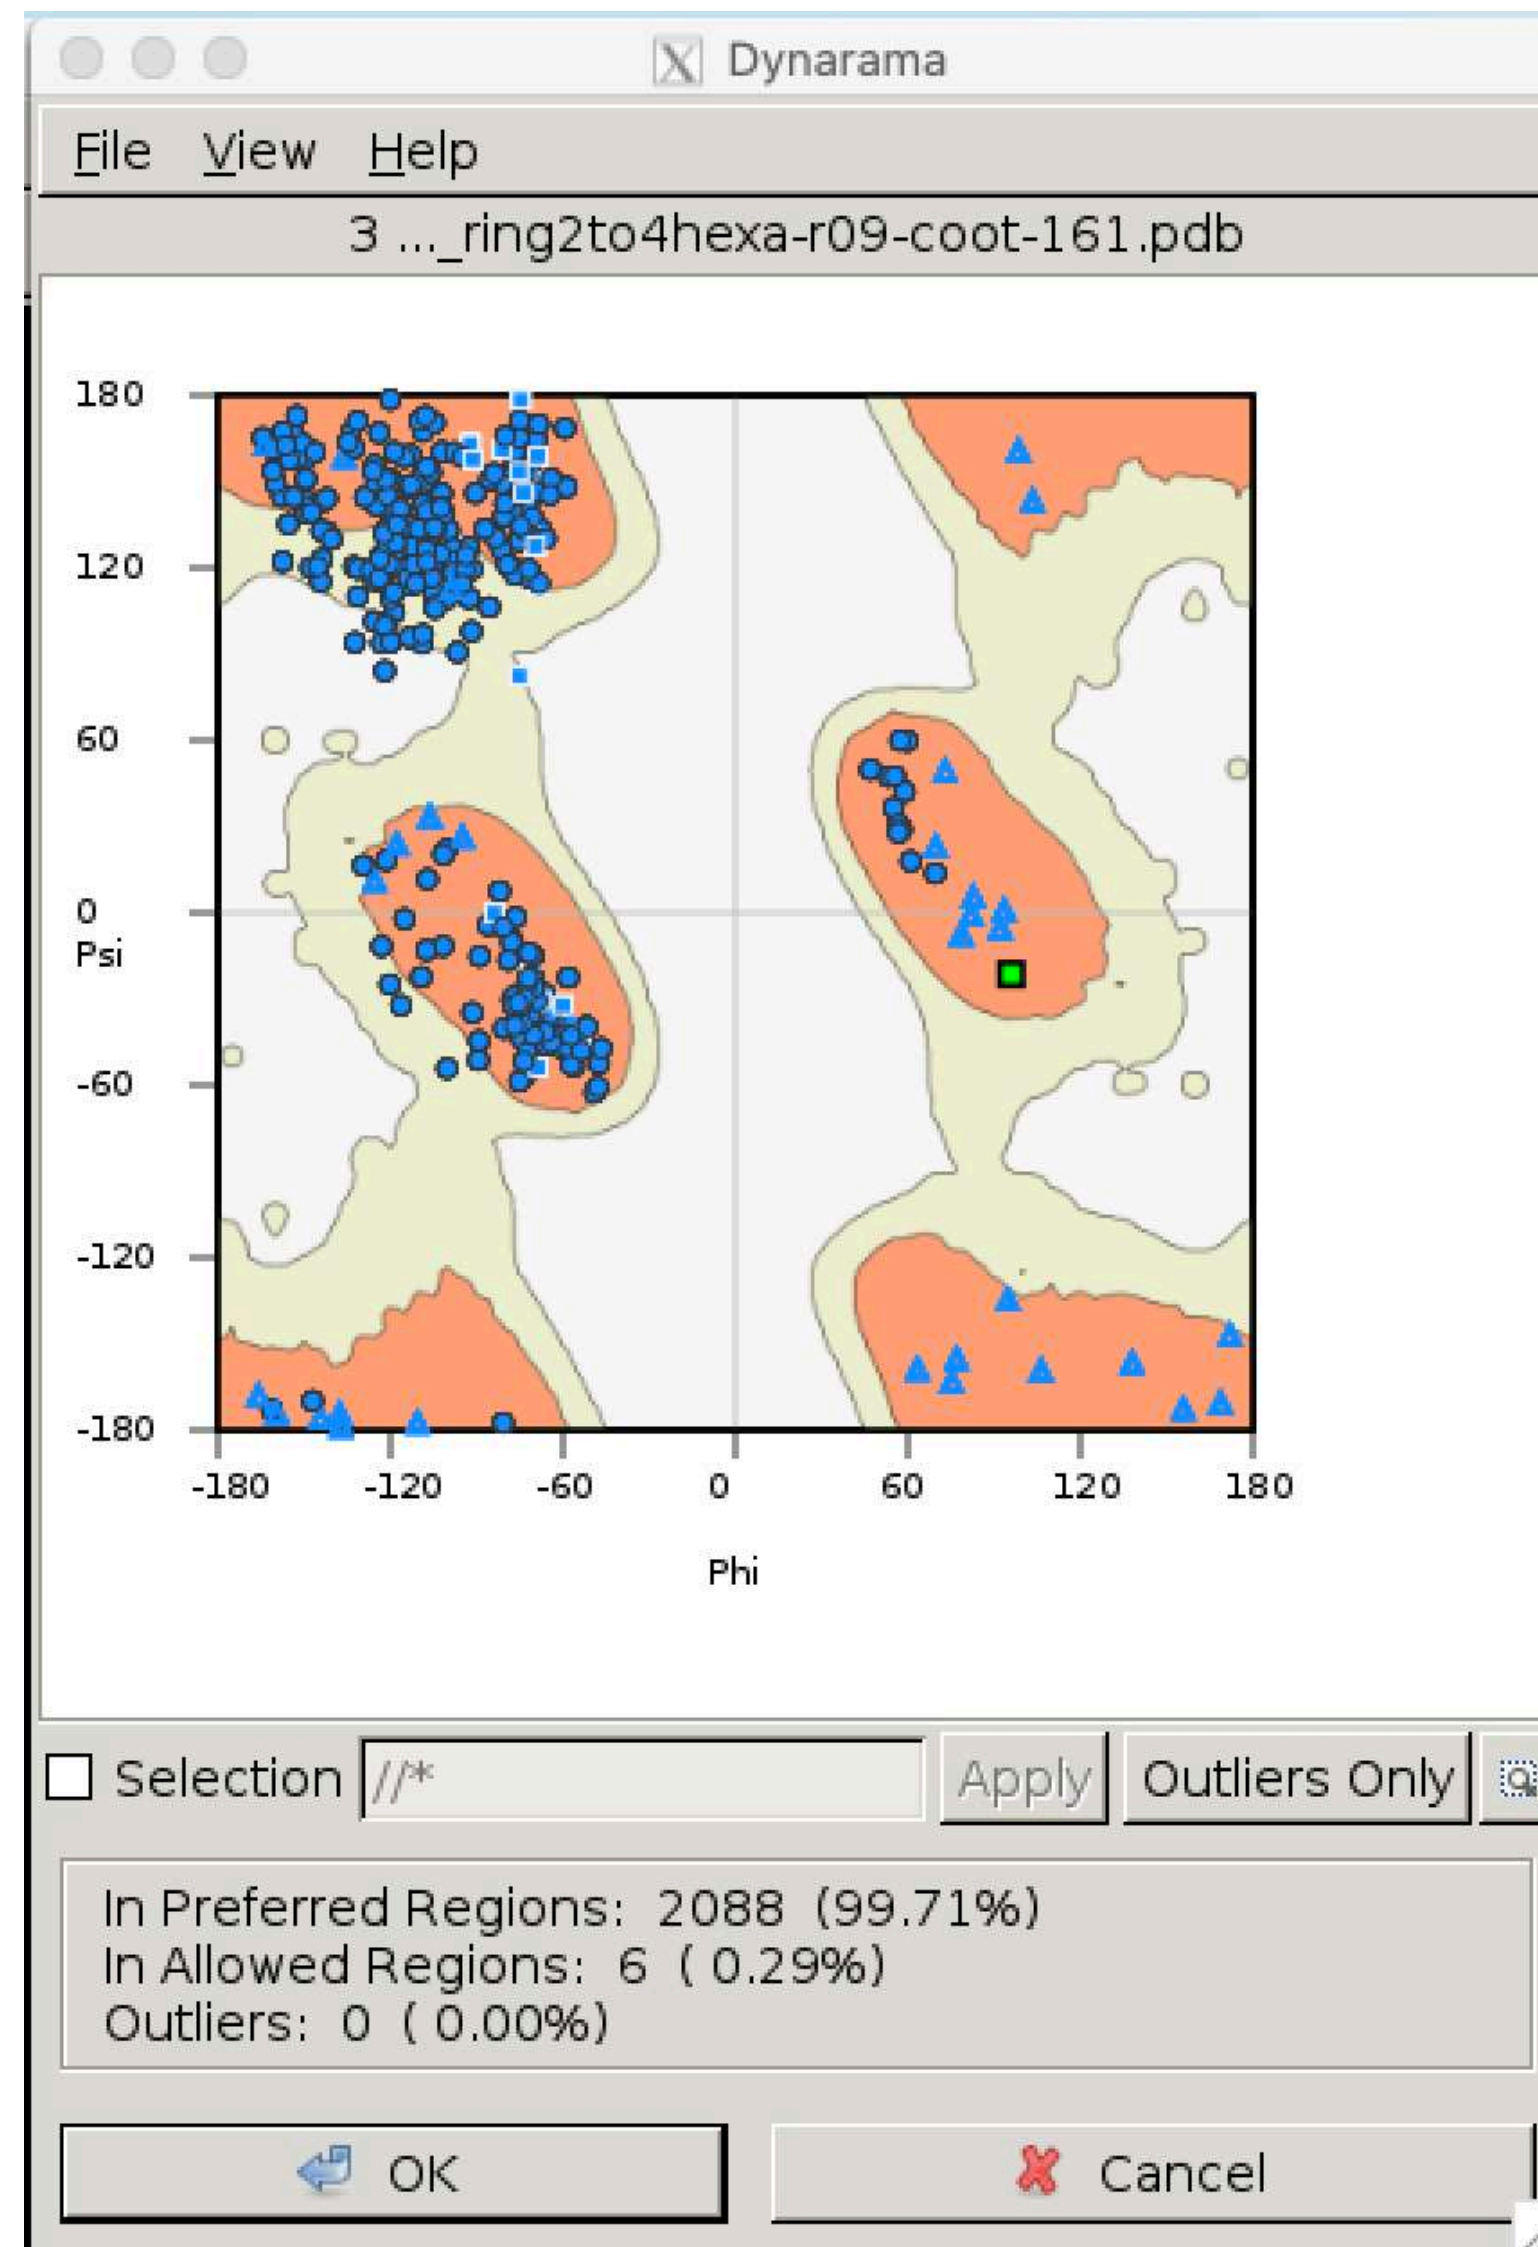 Dynarama
File View Help
3 ..._ring2to4hexa-r09-coot-161.pdb
180
120
60
0
Psi
-60
-120
-180
-180 -120 -60 0 60 120 180
Phi
Selection //* Apply Outliers Only
In Preferred Regions: 2088 (99.71%)
In Allowed Regions: 6 ( 0.29%)
Outliers: 0 ( 0.00%)
OK Cancel